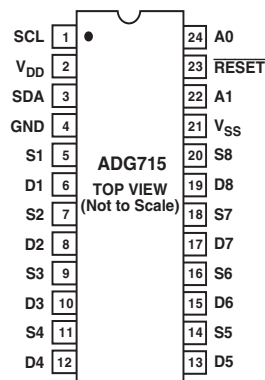 SCL 1 24 A0
VDD 2 23 RESET
SDA 3 22 A1
GND 4 21 VSS
S1 5 20 S8
ADG715
D1 6 19 D8
TOP VIEW
S2 7 (Not to Scale) 18 S7
D2 8 17 D7
S3 9 16 S6
D3 10 15 D6
S4 11 14 S5
D4 12 13 D5